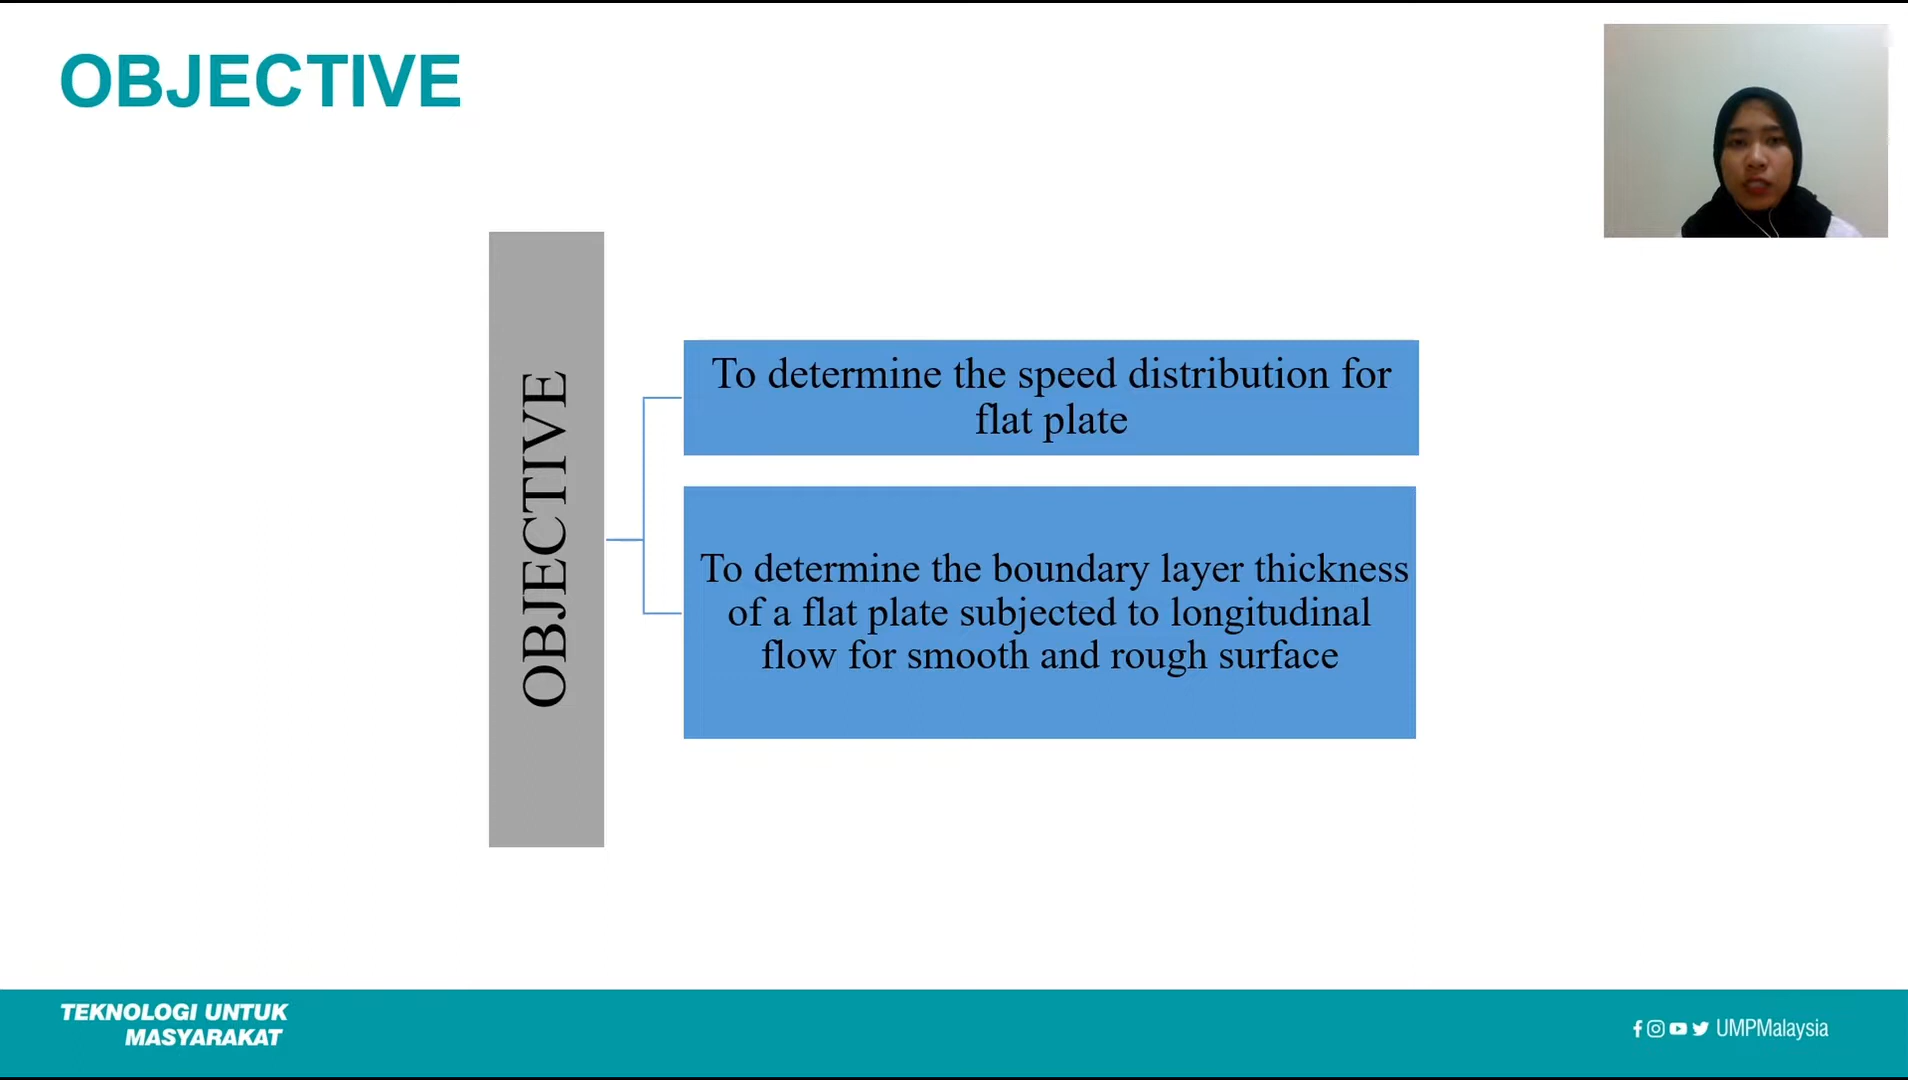 OBJECTIVE
OBJECTIVE
To determine the speed distribution for
flat plate
To determine the boundary layer thickness
of a flat plate subjected to longitudinal
flow for smooth and rough surface
TEKNOLOGI UNTUK
MASYARAKAT
UMPMalaysia